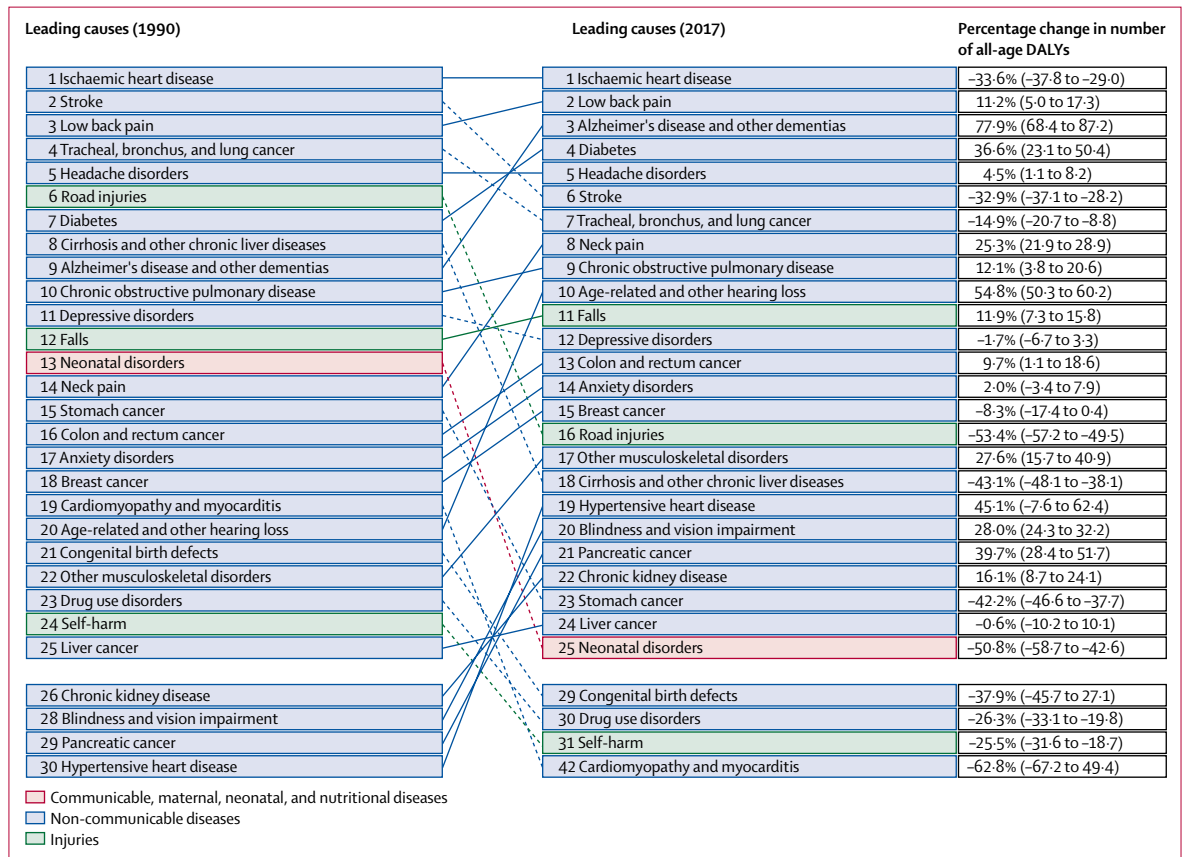 Leading causes (1990)
Leading causes (2017)
Percentage change in number
of all-age DALYs
1 Ischaemic heart disease
1 Ischaemic heart disease
–33·6% (–37·8 to –29·0)
2 Stroke
2 Low back pain
11·2% (5·0 to 17·3)
3 Low back pain
3 Alzheimer's disease and other dementias
77·9% (68·4 to 87·2)
4 Tracheal, bronchus, and lung cancer
4 Diabetes
36·6% (23·1 to 50·4)
5 Headache disorders
5 Headache disorders
4·5% (1·1 to 8·2)
6 Road injuries
6 Stroke
–32·9% (–37·1 to –28·2)
7 Diabetes
7 Tracheal, bronchus, and lung cancer
–14·9% (–20·7 to –8·8)
8 Cirrhosis and other chronic liver diseases
8 Neck pain
25·3% (21·9 to 28·9)
9 Alzheimer's disease and other dementias
9 Chronic obstructive pulmonary disease
12·1% (3·8 to 20·6)
10 Chronic obstructive pulmonary disease
10 Age-related and other hearing loss
54·8% (50·3 to 60·2)
11 Depressive disorders
11 Falls
11·9% (7·3 to 15·8)
12 Falls
12 Depressive disorders
–1·7% (–6·7 to 3·3)
13 Neonatal disorders
13 Colon and rectum cancer
9·7% (1·1 to 18·6)
14 Neck pain
14 Anxiety disorders
2·0% (–3·4 to 7·9)
15 Stomach cancer
15 Breast cancer
–8·3% (–17·4 to 0·4)
16 Colon and rectum cancer
16 Road injuries
–53·4% (–57·2 to –49·5)
17 Anxiety disorders
17 Other musculoskeletal disorders
27·6% (15·7 to 40·9)
18 Breast cancer
18 Cirrhosis and other chronic liver diseases
–43·1% (–48·1 to –38·1)
19 Cardiomyopathy and myocarditis
19 Hypertensive heart disease
45·1% (–7·6 to 62·4)
20 Age-related and other hearing loss
20 Blindness and vision impairment
28·0% (24·3 to 32·2)
21 Congenital birth defects
21 Pancreatic cancer
39·7% (28·4 to 51·7)
22 Other musculoskeletal disorders
22 Chronic kidney disease
16·1% (8·7 to 24·1)
23 Drug use disorders
23 Stomach cancer
–42·2% (–46·6 to –37·7)
24 Self-harm
24 Liver cancer
–0·6% (–10·2 to 10·1)
25 Liver cancer
25 Neonatal disorders
–50·8% (–58·7 to –42·6)
26 Chronic kidney disease
29 Congenital birth defects
–37·9% (–45·7 to 27·1)
28 Blindness and vision impairment
30 Drug use disorders
–26·3% (–33·1 to –19·8)
29 Pancreatic cancer
31 Self-harm
–25·5% (–31·6 to –18·7)
30 Hypertensive heart disease
42 Cardiomyopathy and myocarditis
–62·8% (–67·2 to 49·4)
Communicable, maternal, neonatal, and nutritional diseases
Non-communicable diseases
Injuries